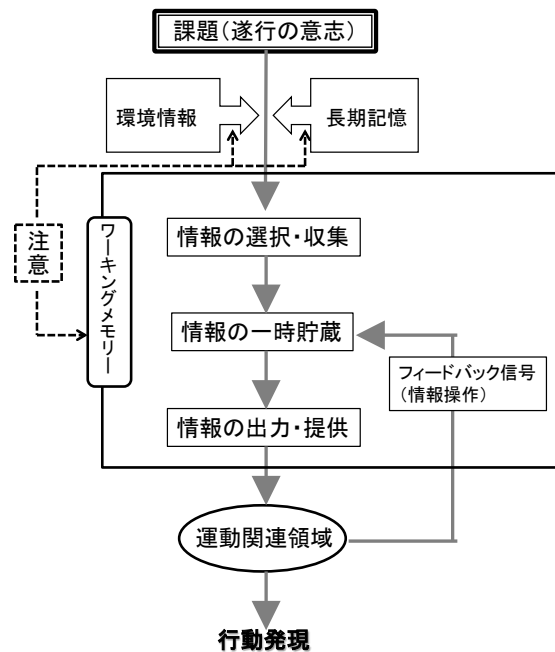 課題（遂行の意志）
環境情報
長期記憶
注意
ワーキングメモリー
情報の選択・収集
情報の一時貯蔵
フィードバック信号
（情報操作）
情報の出力・提供
運動関連領域
行動発現